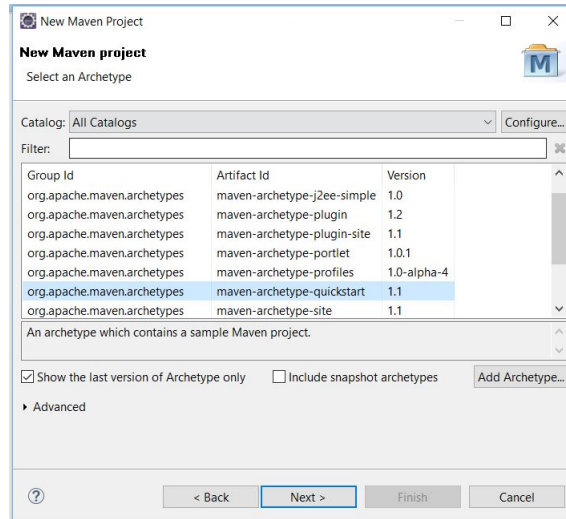 New Maven Project
New Maven project
Select an Archetype
M
Catalog: All Catalogs Configure...
Filter:
Group Id Artifact Id Version
org.apache.maven.archetypes maven-archetype-j2ee-simple 1.0
org.apache.maven.archetypes maven-archetype-plugin 1.2
org.apache.maven.archetypes maven-archetype-plugin-site 1.1
org.apache.maven.archetypes maven-archetype-portlet 1.0.1
org.apache.maven.archetypes maven-archetype-profiles 1.0-alpha-4
org.apache.maven.archetypes maven-archetype-quickstart 1.1
org.apache.maven.archetypes maven-archetype-site 1.1
An archetype which contains a sample Maven project.
Show the last version of Archetype only Include snapshot archetypes Add Archetype...
Advanced
? < Back Next > Finish Cancel